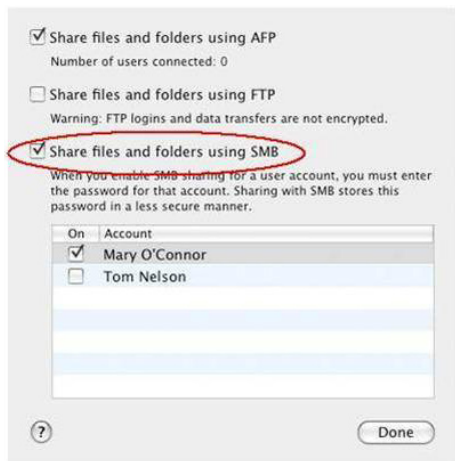 Share files and folders using AFP
Number of users connected: 0
Share files and folders using FTP
Warning: FTP logins and data transfers are not encrypted.
Share files and folders using SMB
When you enable SMB sharing for a user account, you must enter
the password for that account. Sharing with SMB stores this
password in a less secure manner.
On Account
Mary O'Connor
Tom Nelson
? Done